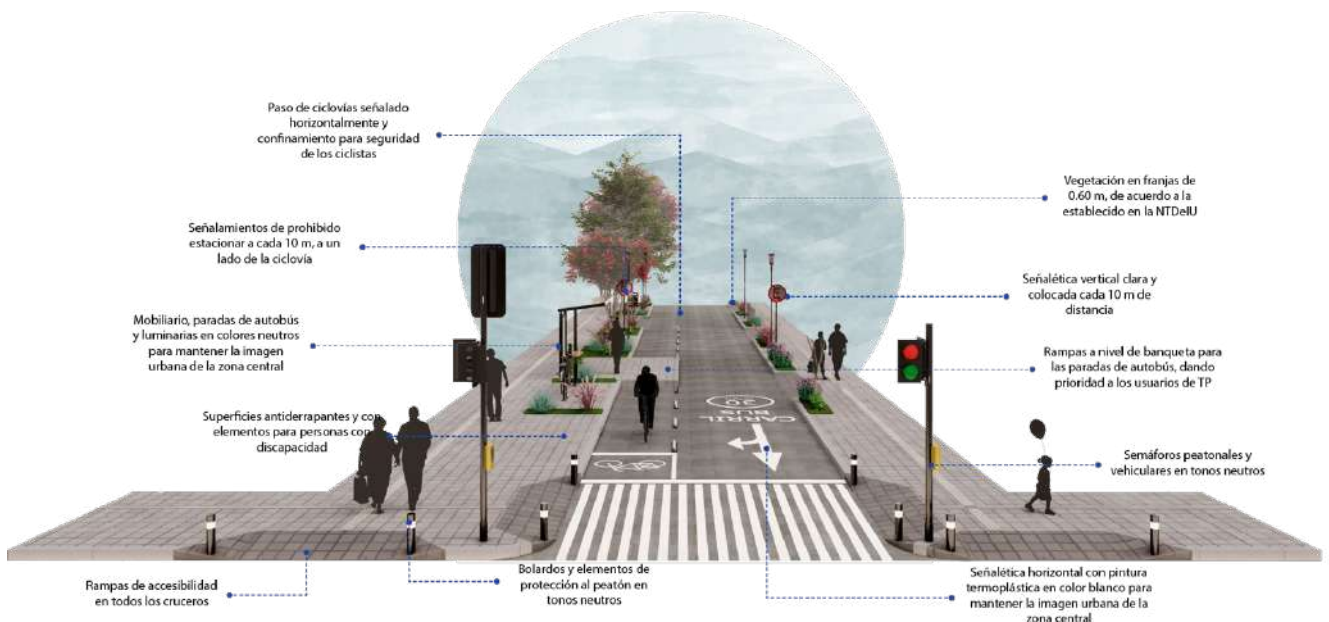 Paso de ciclovías señalado
horizontalmente y
confinamiento para seguridad
de los ciclistas
Señalamientos de prohibido
estacionar a cada 10 m, a un
lado de la ciclovía
Mobiliario, paradas de autobús
y luminarias en colores neutros
para mantener la imagen
urbana de la zona central
Superficies antiderrapantes y con
elementos para personas con
discapacidad
Rampas de accesibilidad
en todos los cruceros
Bolardos y elementos de
protección al peatón en
tonos neutros
Vegetación en franjas de
0.60 m, de acuerdo a la
establecido en la NTDeIU
Señalética vertical clara y
colocada cada 10 m de
distancia
Rampas a nivel de banqueta para
las paradas de autobús, dando
prioridad a los usuarios de TP
Semáforos peatonales y
vehiculares en tonos neutros
Señalética horizontal con pintura
termoplástica en color blanco para
mantener la imagen urbana de la
zona central
20
CARRIL
BUS